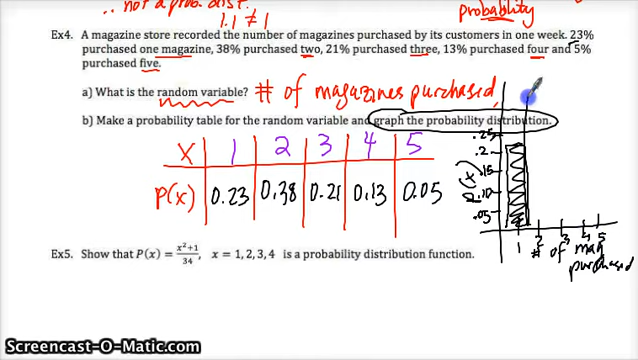 not a prob. dist.
1.1 ≠ 1
probability
Ex4. A magazine store recorded the number of magazines purchased by its customers in one week. 23%
purchased one magazine, 38% purchased two, 21% purchased three, 13% purchased four and 5%
purchased five.
a) What is the random variable? # of magazines purchased
b) Make a probability table for the random variable and graph the probability distribution.
X 1 2 3 4 5
P(x) 0.23 0.38 0.21 0.13 0.05
.25
.2
.15
.10
.05
P(x)
1 2 3 4 5
# of mag
purchased
Ex5. Show that P(x) = x²+1/34, x = 1, 2, 3, 4 is a probability distribution function.
Screencast-O-Matic.com